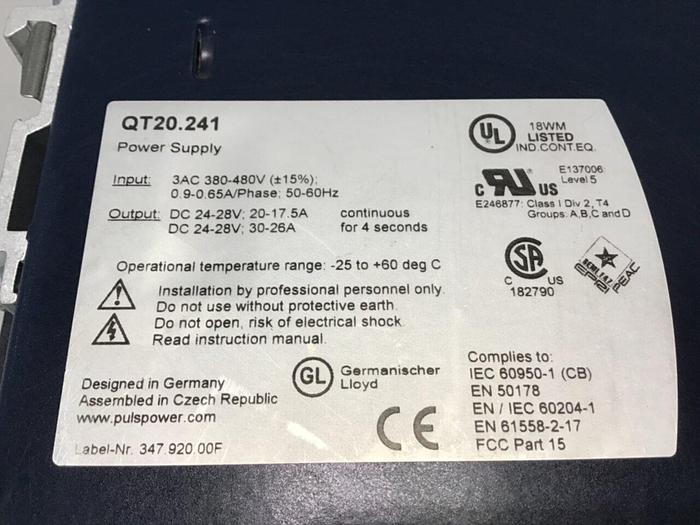 QT20.241
Power Supply
Input: 3AC 380-480V (±15%);
0.9-0.65A/Phase; 50-60Hz
Output: DC 24-28V; 20-17.5A continuous
DC 24-28V; 30-26A for 4 seconds
Operational temperature range: -25 to +60 deg C
Installation by professional personnel only.
Do not use without protective earth.
Do not open, risk of electrical shock.
Read instruction manual.
Designed in Germany
Assembled in Czech Republic
www.pulspower.com
Label-Nr. 347.920.00F
GL Germanischer
Lloyd
CE
UL 18WM
LISTED
IND.CONT.EQ.
C RU US E137006
Level 5
E246877: Class I Div 2, T4
Groups: A,B,C and D
SA
C US
182790
SEMI F47
EPRI PEAC
Complies to:
IEC 60950-1 (CB)
EN 50178
EN / IEC 60204-1
EN 61558-2-17
FCC Part 15